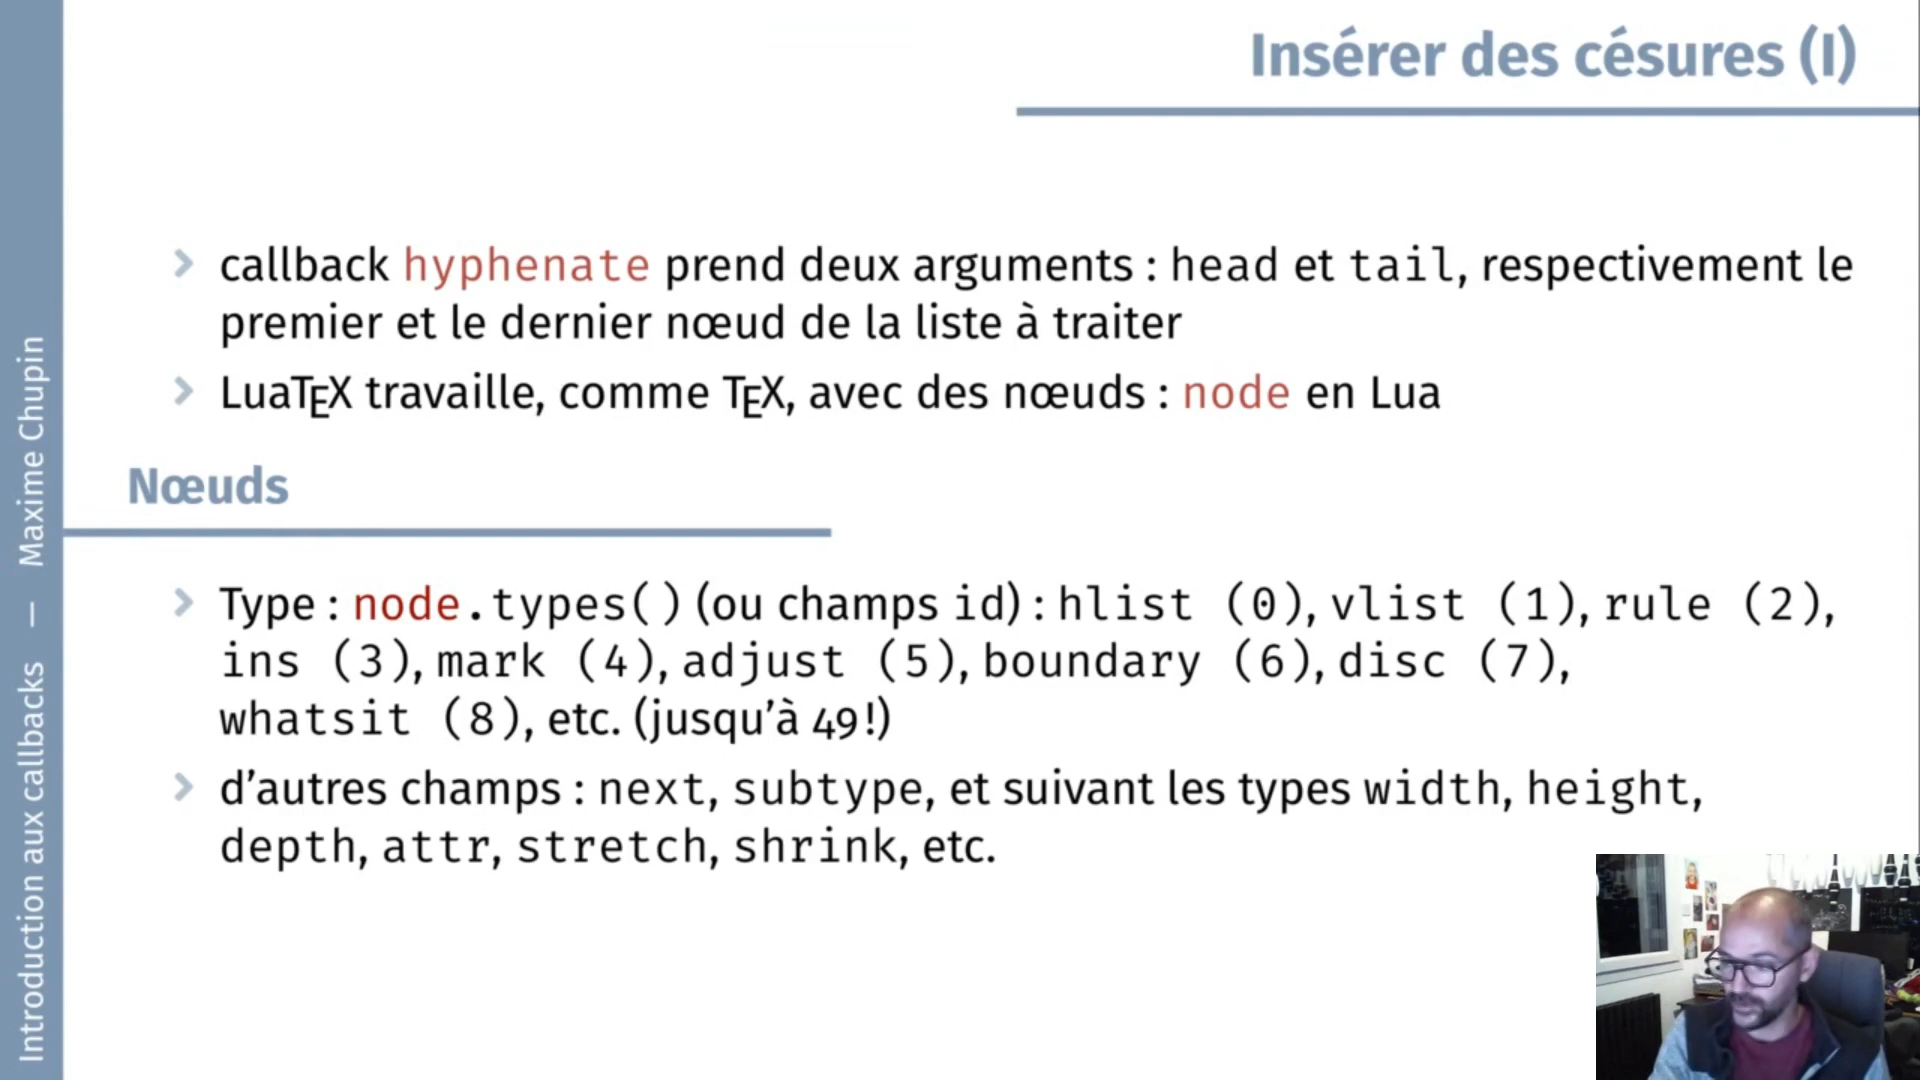 Insérer des césures (I)
callback hyphenate prend deux arguments : head et tail, respectivement le
premier et le dernier nœud de la liste à traiter
LuaTEX travaille, comme TEX, avec des nœuds : node en Lua
Nœuds
Type : node.types() (ou champs id) : hlist (0), vlist (1), rule (2),
ins (3), mark (4), adjust (5), boundary (6), disc (7),
whatsit (8), etc. (jusqu’à 49 !)
d’autres champs : next, subtype, et suivant les types width, height,
depth, attr, stretch, shrink, etc.
Introduction aux callbacks — Maxime Chupin